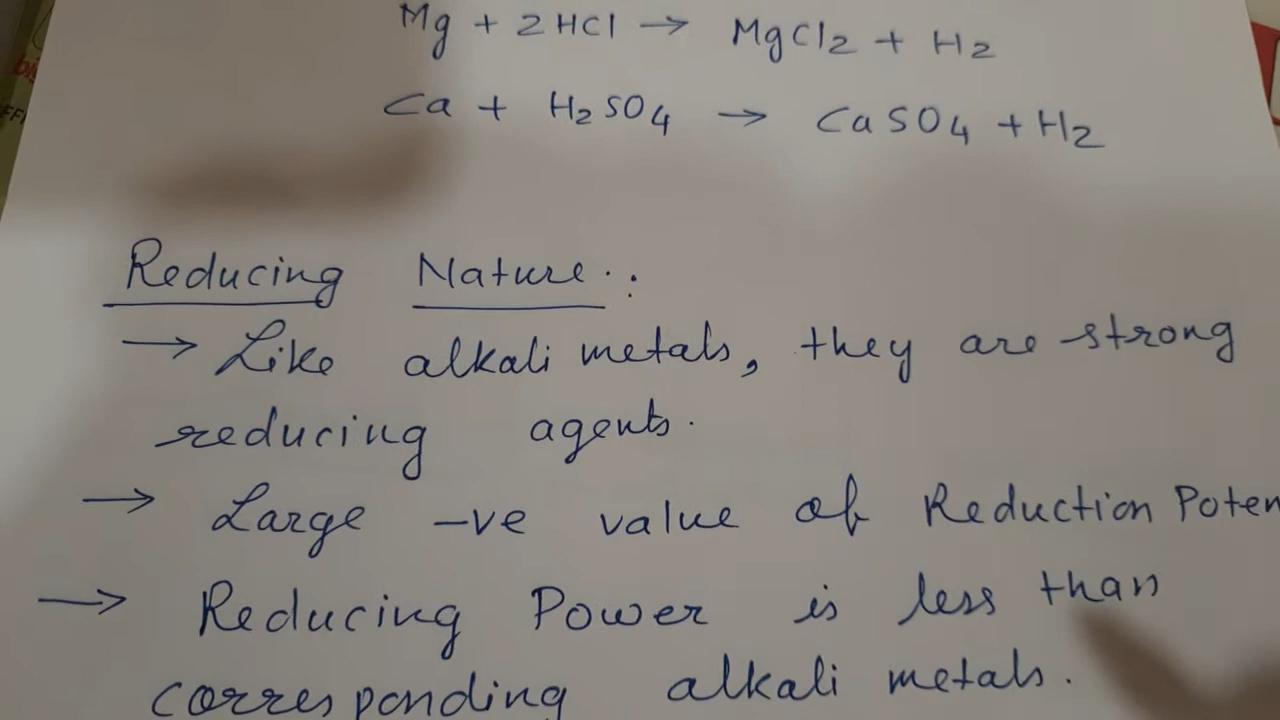 Mg + 2HCl → MgCl2 + H2
Ca + H2SO4 → CaSO4 + H2
Reducing Nature :
→ Like alkali metals, they are strong
reducing agents.
→ Large -ve value of Reduction Poten
→ Reducing Power is less than
corresponding alkali metals.